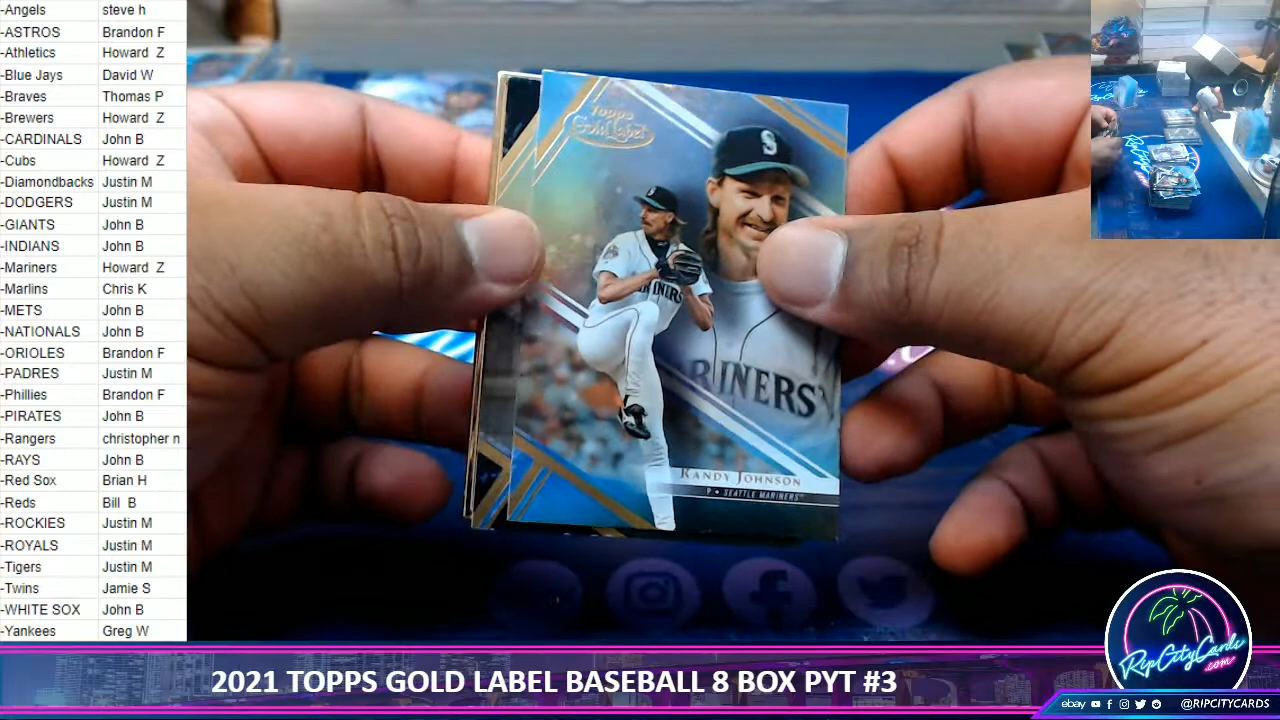 -Angels steve h
-ASTROS Brandon F
-Athletics Howard Z
-Blue Jays David W
-Braves Thomas P
-Brewers Howard Z
-CARDINALS John B
-Cubs Howard Z
-Diamondbacks Justin M
-DODGERS Justin M
-GIANTS John B
-INDIANS John B
-Mariners Howard Z
-Marlins Chris K
-METS John B
-NATIONALS John B
-ORIOLES Brandon F
-PADRES Justin M
-Phillies Brandon F
-PIRATES John B
-Rangers christopher n
-RAYS John B
-Red Sox Brian H
-Reds Bill B
-ROCKIES Justin M
-ROYALS Justin M
-Tigers Justin M
-Twins Jamie S
-WHITE SOX John B
-Yankees Greg W
Topps
Gold Label
S
RINERS
RINERS
RANDY JOHNSON
P • SEATTLE MARINERS™
2021 TOPPS GOLD LABEL BASEBALL 8 BOX PYT #3
RipCityCards
.com
ebay @RIPCITYCARDS